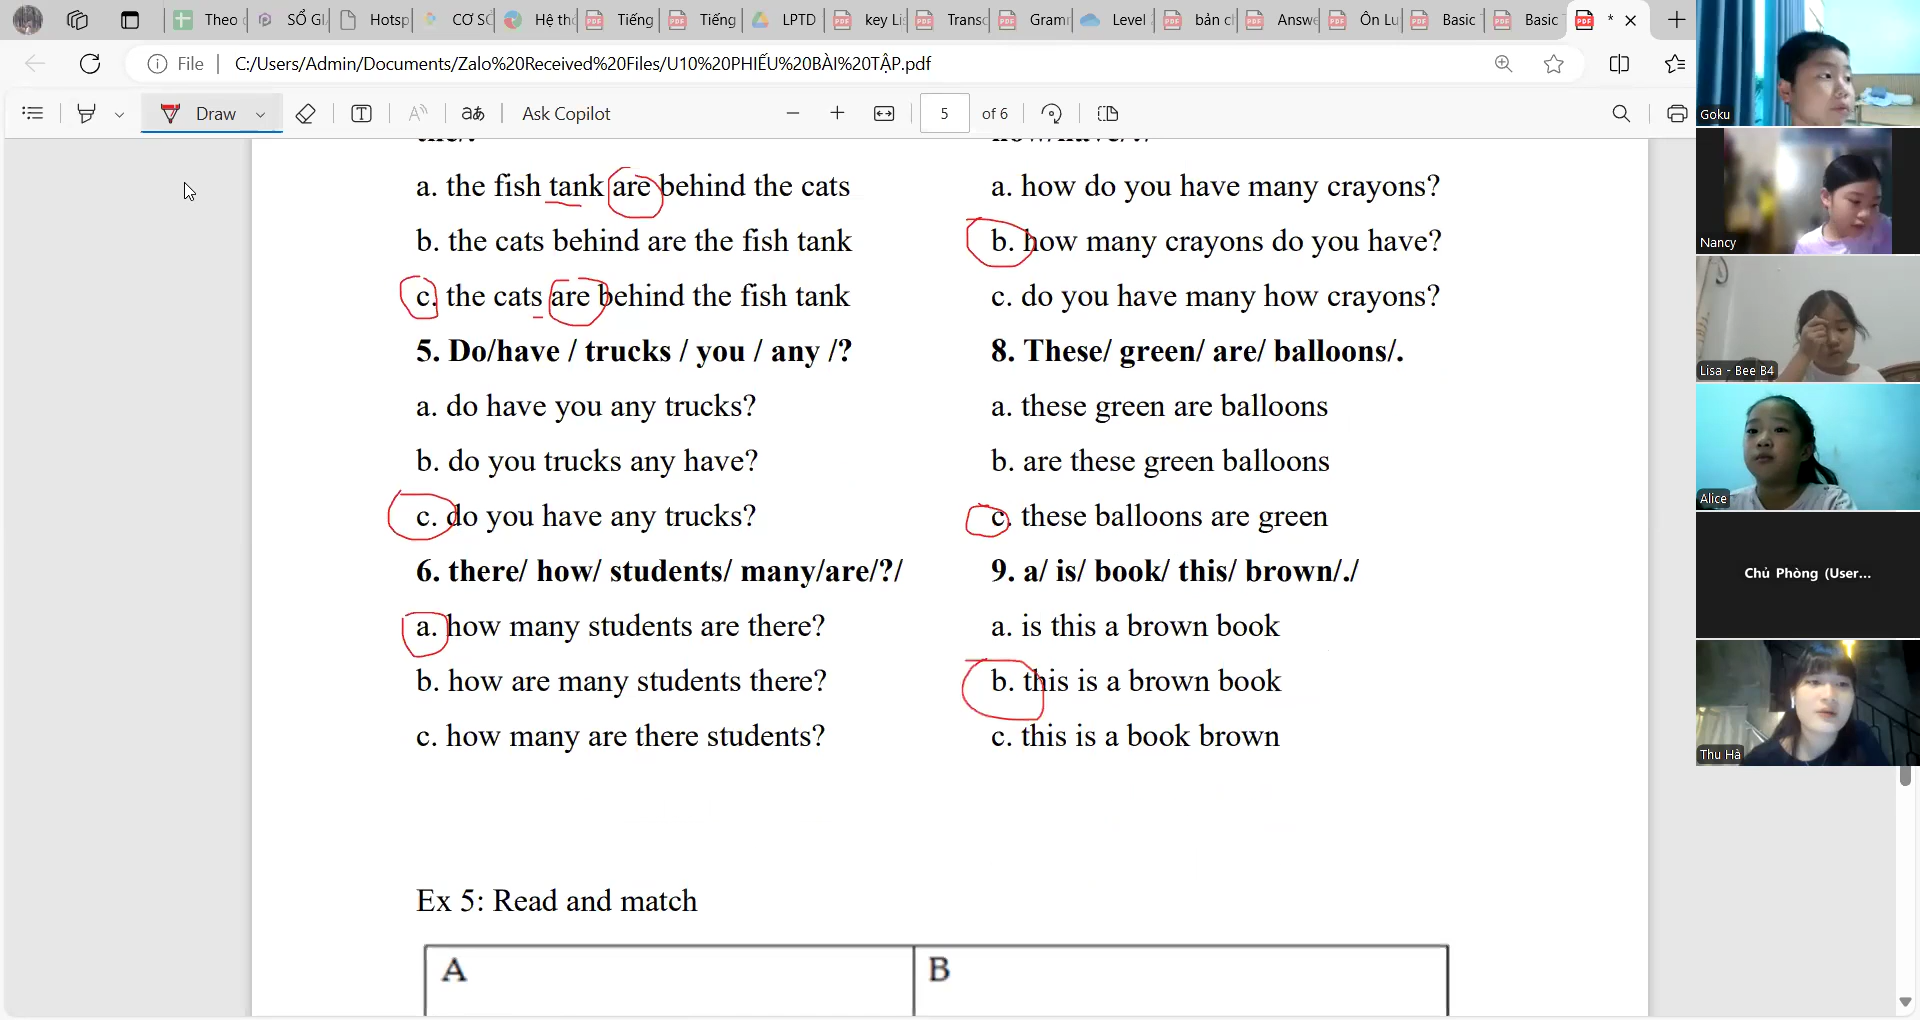 Theo
SỔ GI
Hotsp
CƠ SỞ
Hệ th
Tiếng
Tiếng
LPTD
key Li
Transc
Gram
Level
bản c
Answe
Ôn Lu
Basic
Basic
*
File
C:/Users/Admin/Documents/Zalo%20Received%20Files/U10%20PHIẾU%20BÀI%20TẬP.pdf
Draw
Ask Copilot
5 of 6
a. the fish tank are behind the cats
b. the cats behind are the fish tank
c. the cats are behind the fish tank
5. Do/have / trucks / you / any /?
a. do have you any trucks?
b. do you trucks any have?
c. do you have any trucks?
6. there/ how/ students/ many/are/?/
a. how many students are there?
b. how are many students there?
c. how many are there students?
a. how do you have many crayons?
b. how many crayons do you have?
c. do you have many how crayons?
8. These/ green/ are/ balloons/.
a. these green are balloons
b. are these green balloons
c. these balloons are green
9. a/ is/ book/ this/ brown/./
a. is this a brown book
b. this is a brown book
c. this is a book brown
Ex 5: Read and match
A
B
Goku
Nancy
Lisa - Bee B4
Alice
Chủ Phòng (User...
Thu Hà